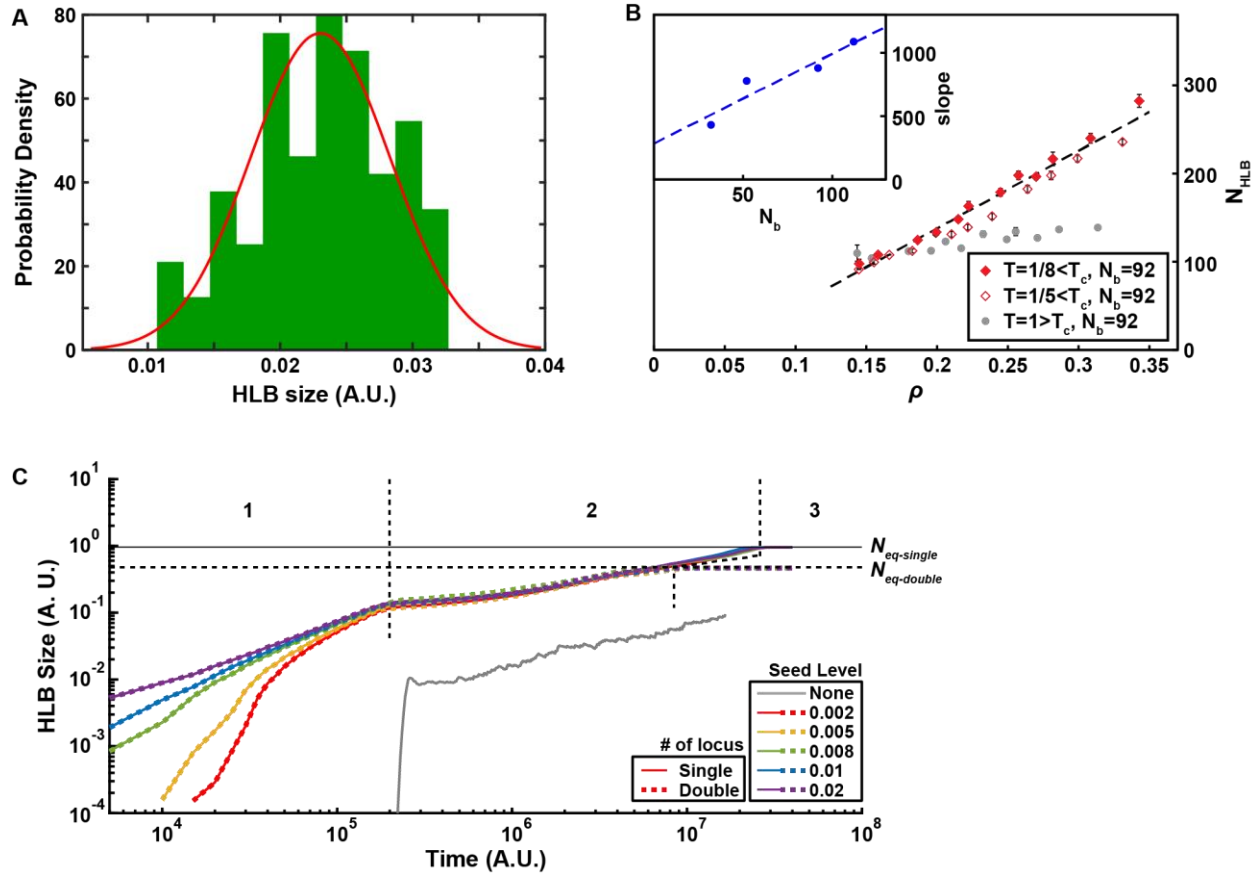 A
Probability Density
80
60
40
20
0
0.01
0.02
0.03
0.04
HLB size (A.U.)
B
1000
500
0
slope
50
100
N_b
300
200
100
0
N_HLB
T=1/8<T_c, N_b=92
T=1/5<T_c, N_b=92
T=1>T_c, N_b=92
0
0.05
0.1
0.15
0.2
0.25
0.3
0.35
ρ
C
HLB Size (A. U.)
10^1
10^0
10^-1
10^-2
10^-3
10^-4
1
2
3
N_eq-single
N_eq-double
Seed Level
None
0.002
0.005
0.008
0.01
0.02
# of locus
Single
Double
10^4
10^5
10^6
10^7
10^8
Time (A.U.)